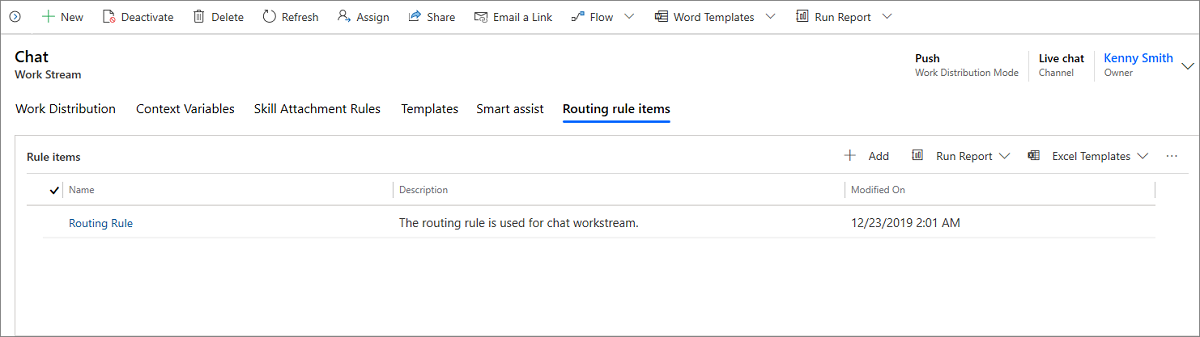 New Deactivate Delete Refresh Assign Share Email a Link Flow Word Templates Run Report
Chat
Work Stream
Push
Work Distribution Mode
Live chat
Channel
Kenny Smith
Owner
Work Distribution Context Variables Skill Attachment Rules Templates Smart assist Routing rule items
Rule items
Add Run Report Excel Templates
Name Description Modified On
Routing Rule The routing rule is used for chat workstream. 12/23/2019 2:01 AM